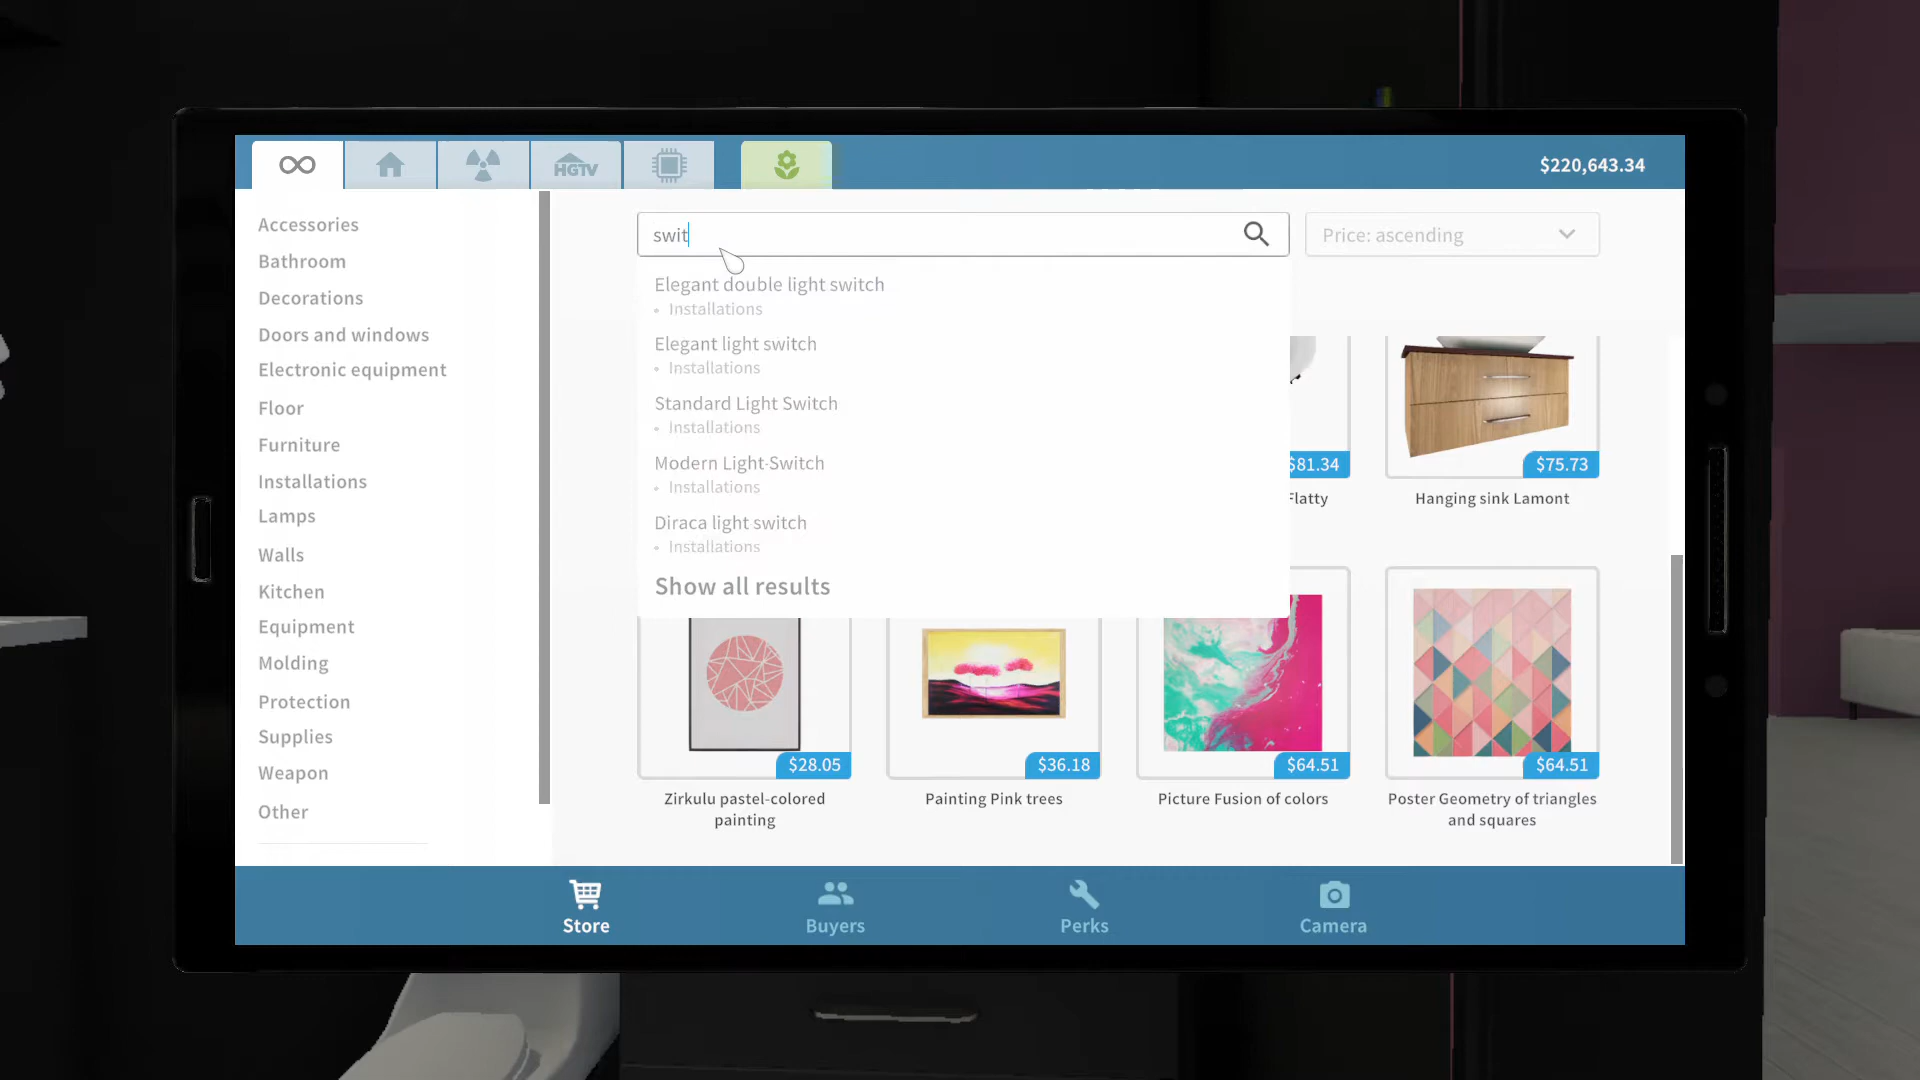 HGTV
$220,643.34
Accessories
Bathroom
Decorations
Doors and windows
Electronic equipment
Floor
Furniture
Installations
Lamps
Walls
Kitchen
Equipment
Molding
Protection
Supplies
Weapon
Other
swit
Price: ascending
Elegant double light switch
• Installations
Elegant light switch
• Installations
Standard Light Switch
• Installations
Modern Light-Switch
• Installations
Diraca light switch
• Installations
Show all results
$81.34
Flatty
$75.73
Hanging sink Lamont
$28.05
Zirkulu pastel-colored
painting
$36.18
Painting Pink trees
$64.51
Picture Fusion of colors
$64.51
Poster Geometry of triangles
and squares
Store
Buyers
Perks
Camera